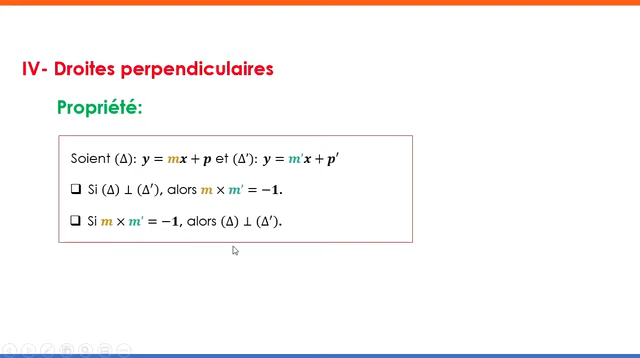 IV- Droites perpendiculaires
Propriété:
Soient (Δ): y = mx + p et (Δ′): y = m′x + p′
❑ Si (Δ) ⊥ (Δ′), alors m × m′ = −1.
❑ Si m × m′ = −1, alors (Δ) ⊥ (Δ′).